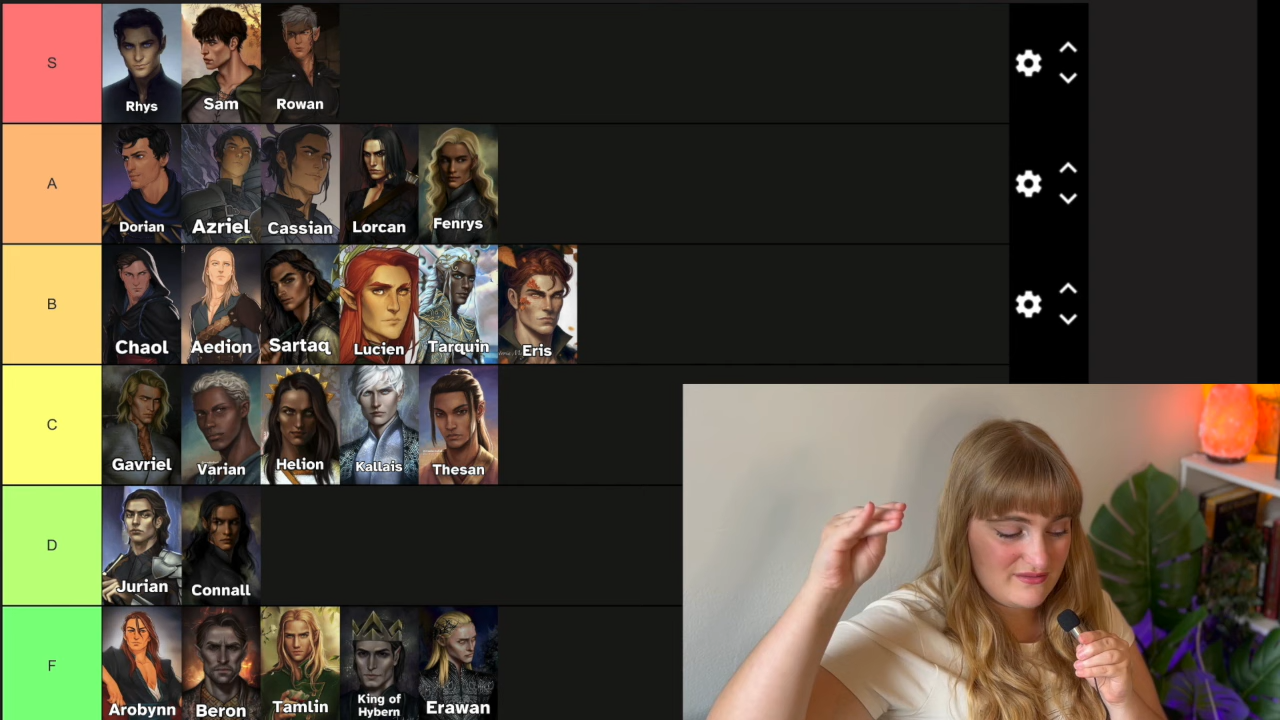 S
Rhys
Sam
Rowan
A
Dorian
Azriel
Cassian
Lorcan
Fenrys
B
Chaol
Aedion
Sartaq
Lucien
Tarquin
Eris
C
Gavriel
Varian
Helion
Kallais
Thesan
D
Jurian
Connall
F
Arobynn
Beron
Tamlin
King of
Hybern
Erawan